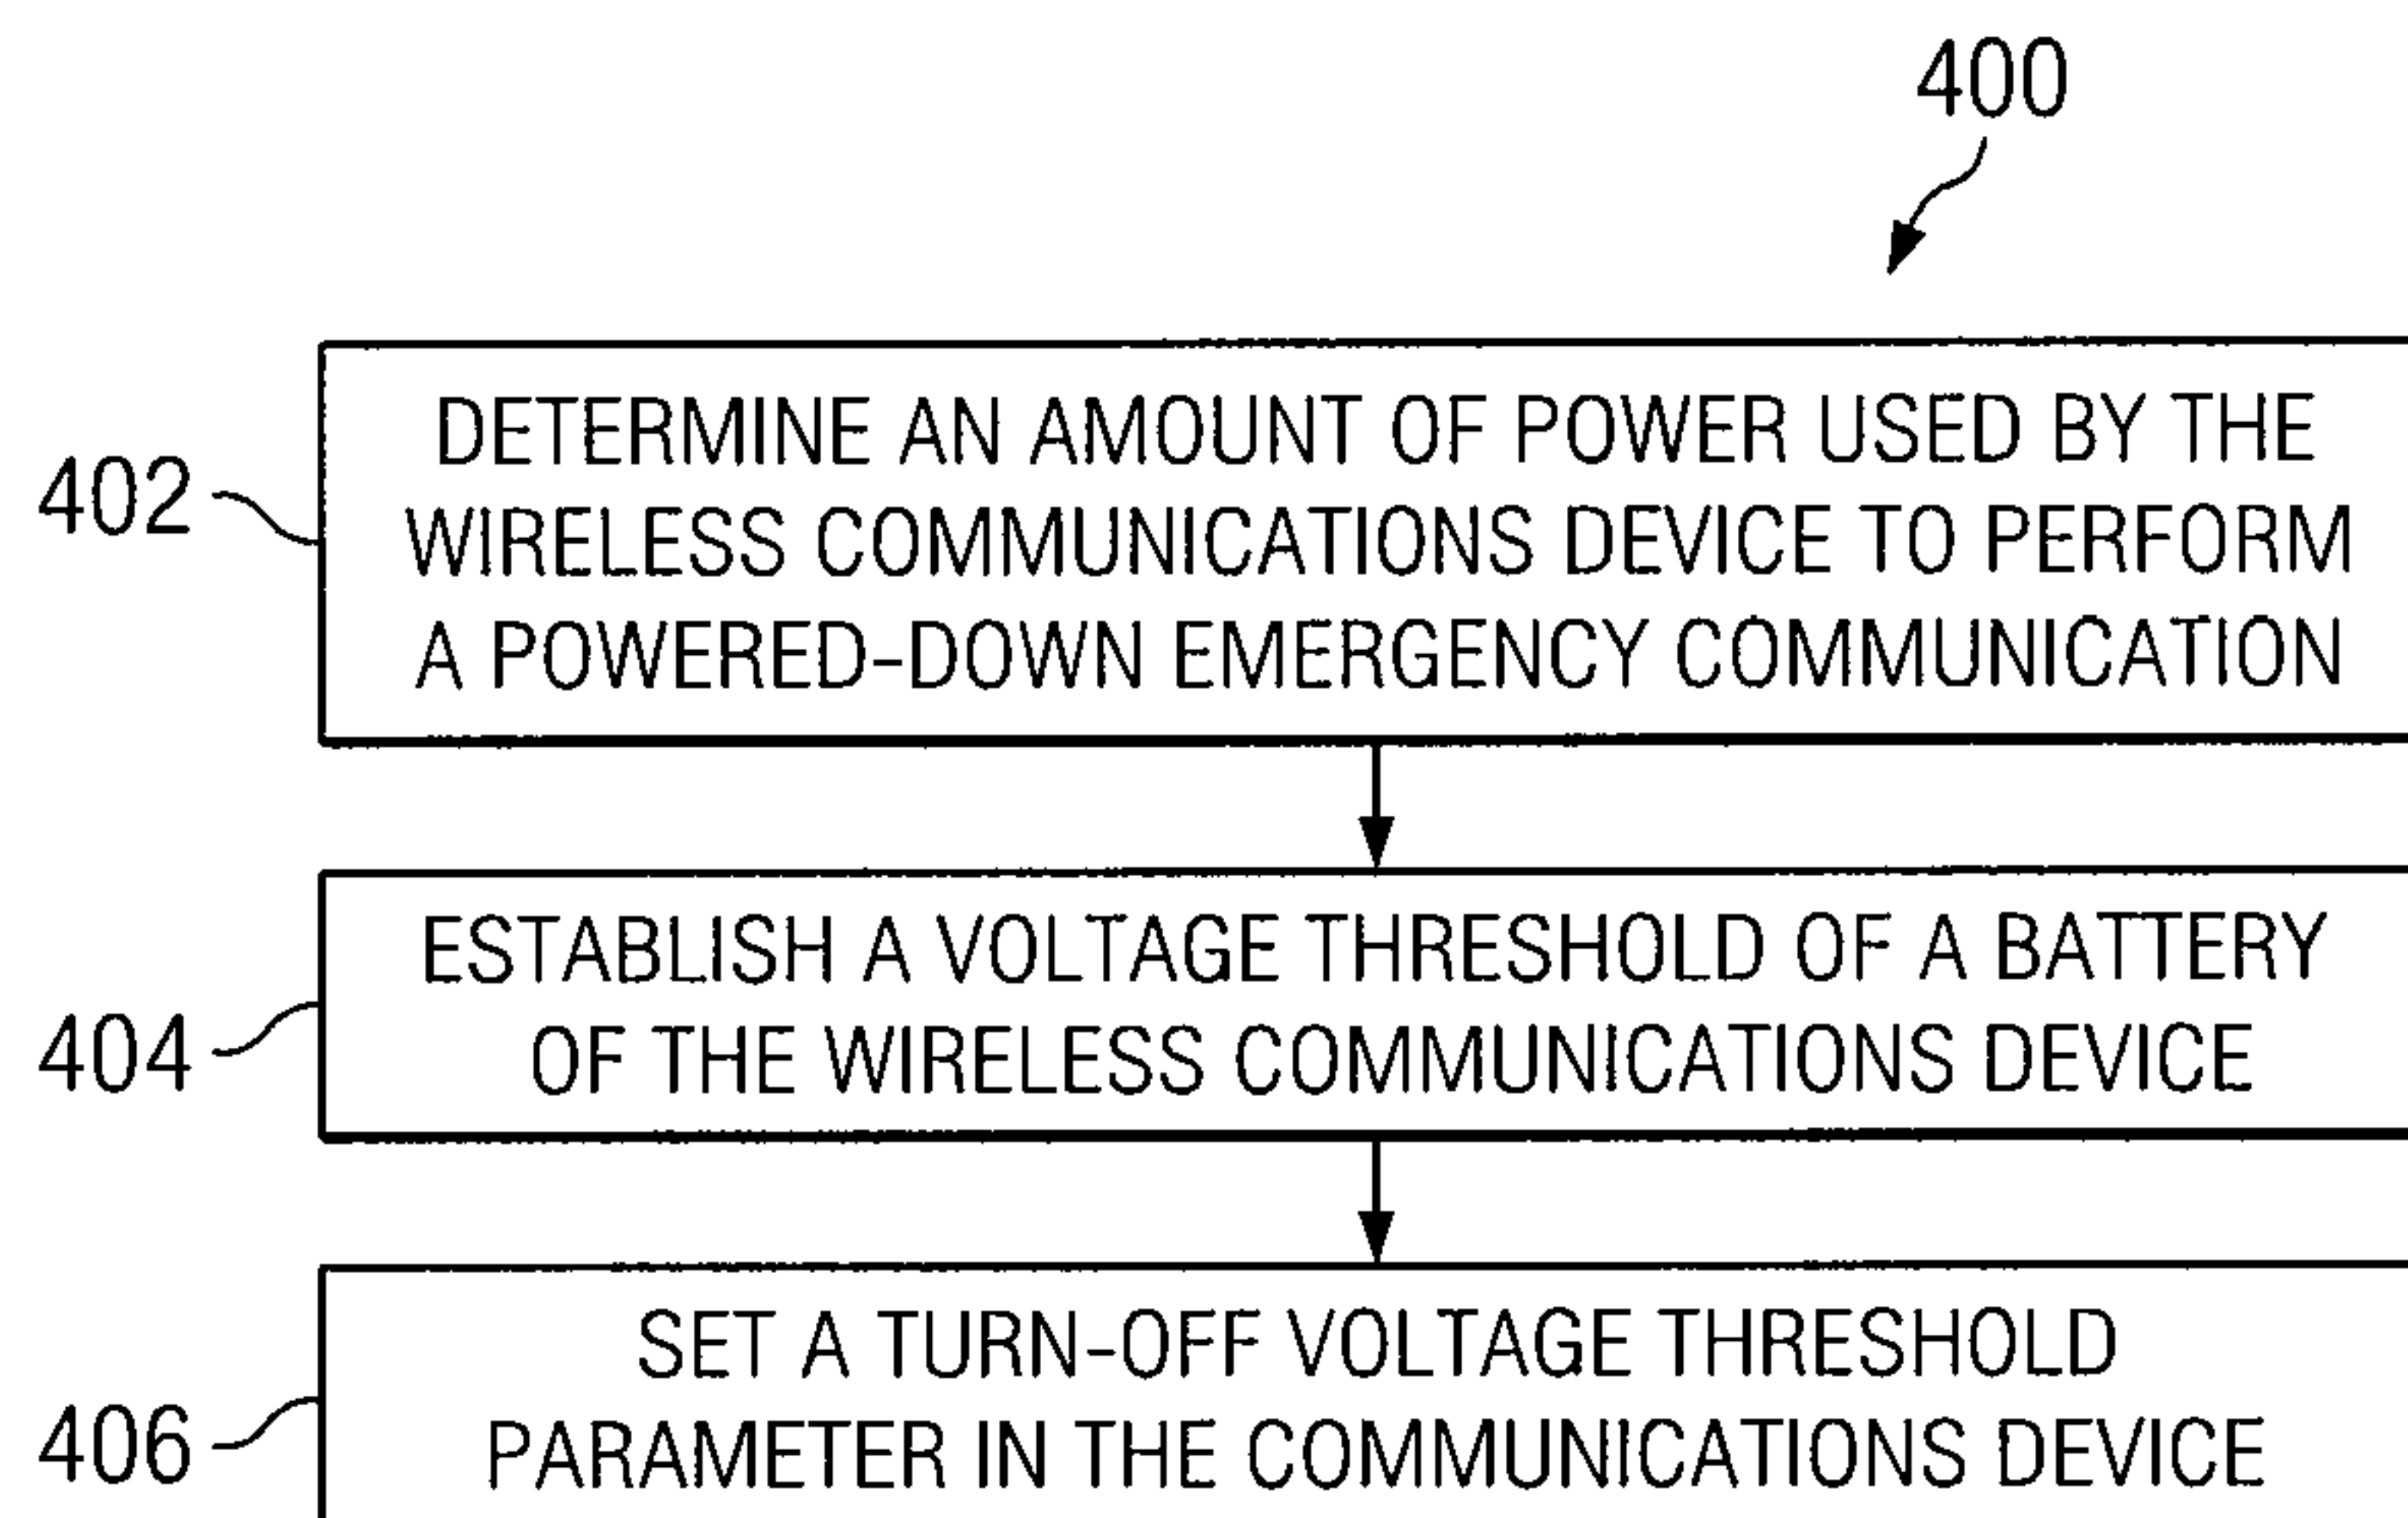 400
402
DETERMINE AN AMOUNT OF POWER USED BY THE
WIRELESS COMMUNICATIONS DEVICE TO PERFORM
A POWERED-DOWN EMERGENCY COMMUNICATION
404
ESTABLISH A VOLTAGE THRESHOLD OF A BATTERY
OF THE WIRELESS COMMUNICATIONS DEVICE
406
SET A TURN-OFF VOLTAGE THRESHOLD
PARAMETER IN THE COMMUNICATIONS DEVICE